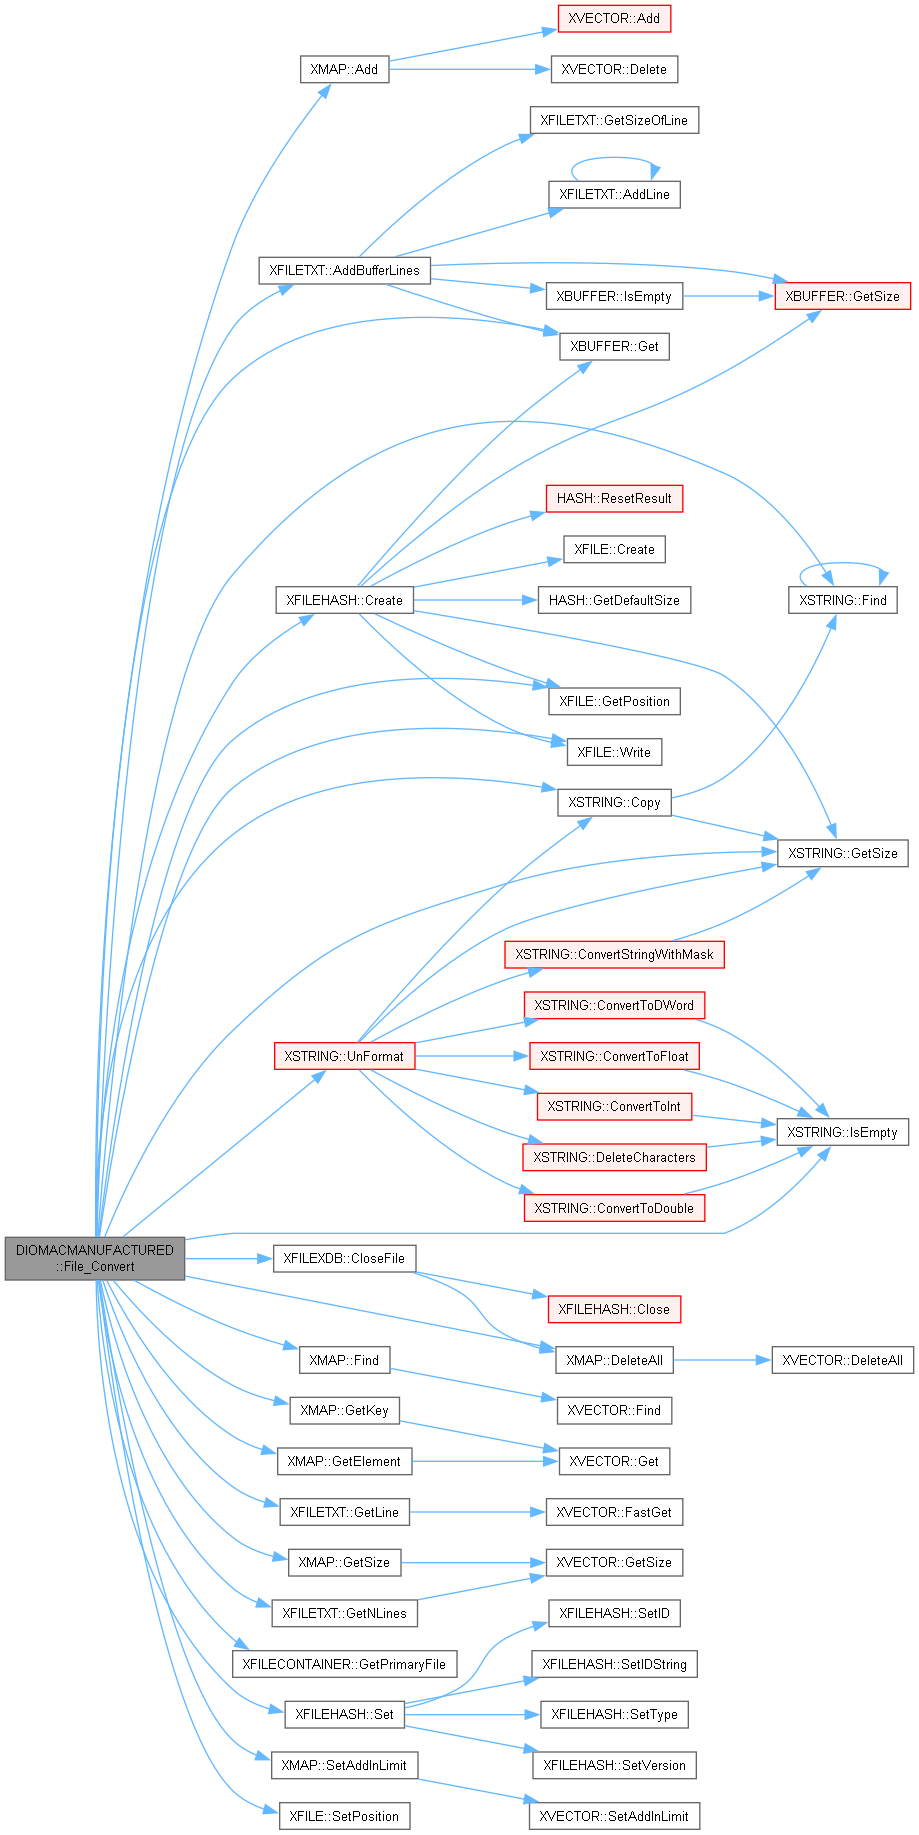 XVECTOR::Add
XMAP::Add
XVECTOR::Delete
XFILETXT::GetSizeOfLine
XFILETXT::AddLine
XFILETXT::AddBufferLines
XBUFFER::IsEmpty
XBUFFER::GetSize
XBUFFER::Get
HASH::ResetResult
XFILE::Create
XFILEHASH::Create
HASH::GetDefaultSize
XSTRING::Find
XFILE::GetPosition
XFILE::Write
XSTRING::Copy
XSTRING::GetSize
XSTRING::ConvertStringWithMask
XSTRING::ConvertToDWord
XSTRING::UnFormat
XSTRING::ConvertToFloat
XSTRING::ConvertToInt
XSTRING::IsEmpty
XSTRING::DeleteCharacters
XSTRING::ConvertToDouble
DIOMACMANUFACTURED
::File_Convert
XFILEXDB::CloseFile
XFILEHASH::Close
XMAP::Find
XMAP::DeleteAll
XVECTOR::DeleteAll
XMAP::GetKey
XVECTOR::Find
XMAP::GetElement
XVECTOR::Get
XFILETXT::GetLine
XVECTOR::FastGet
XMAP::GetSize
XVECTOR::GetSize
XFILETXT::GetNLines
XFILEHASH::SetID
XFILECONTAINER::GetPrimaryFile
XFILEHASH::SetIDString
XFILEHASH::Set
XFILEHASH::SetType
XMAP::SetAddInLimit
XFILEHASH::SetVersion
XFILE::SetPosition
XVECTOR::SetAddInLimit